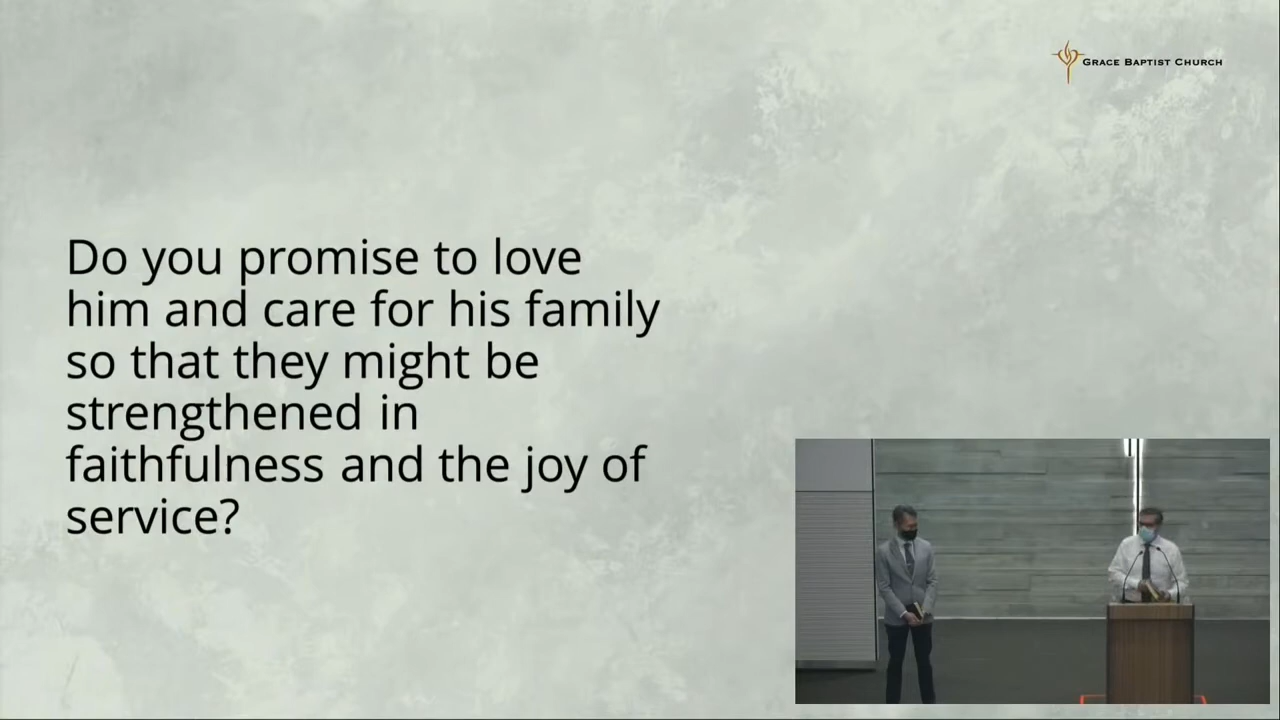 GRACE BAPTIST CHURCH
Do you promise to love
him and care for his family
so that they might be
strengthened in
faithfulness and the joy of
service?